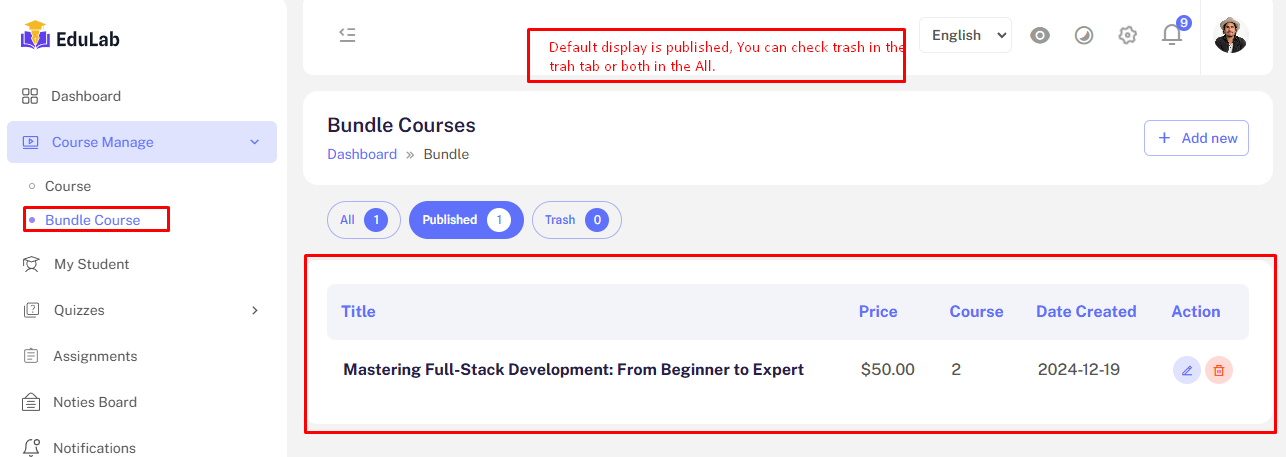 EduLab
Default display is published, You can check trash in the
trah tab or both in the All.
English
9
Dashboard
Course Manage
Course
Bundle Course
My Student
Quizzes
Assignments
Noties Board
Notifications
Bundle Courses
Dashboard » Bundle
+ Add new
All 1 Published 1 Trash 0
Title Price Course Date Created Action
Mastering Full-Stack Development: From Beginner to Expert $50.00 2 2024-12-19